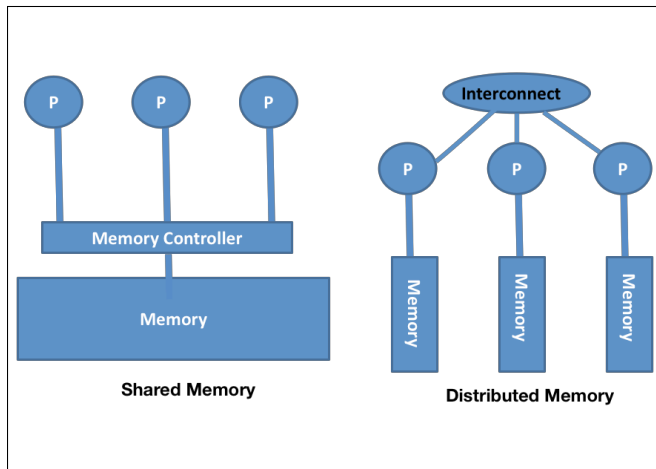 P
P
P
Memory Controller
Memory
Shared Memory
Interconnect
P
P
P
Memory
Memory
Memory
Distributed Memory